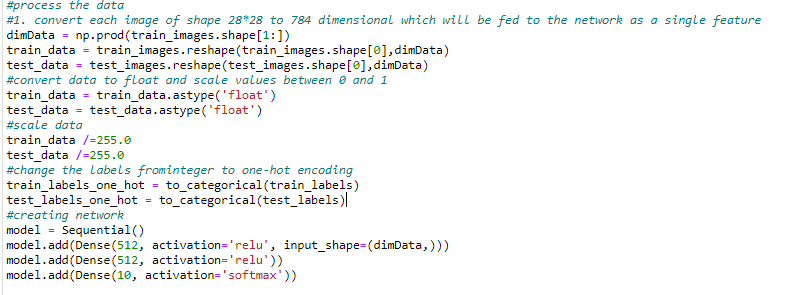 #process the data
#1. convert each image of shape 28*28 to 784 dimensional which will be fed to the network as a single feature
dimData = np.prod(train_images.shape[1:])
train_data = train_images.reshape(train_images.shape[0],dimData)
test_data = test_images.reshape(test_images.shape[0],dimData)
#convert data to float and scale values between 0 and 1
train_data = train_data.astype('float')
test_data = test_data.astype('float')
#scale data
train_data /=255.0
test_data /=255.0
#change the labels frominteger to one-hot encoding
train_labels_one_hot = to_categorical(train_labels)
test_labels_one_hot = to_categorical(test_labels)
#creating network
model = Sequential()
model.add(Dense(512, activation='relu', input_shape=(dimData,)))
model.add(Dense(512, activation='relu'))
model.add(Dense(10, activation='softmax'))